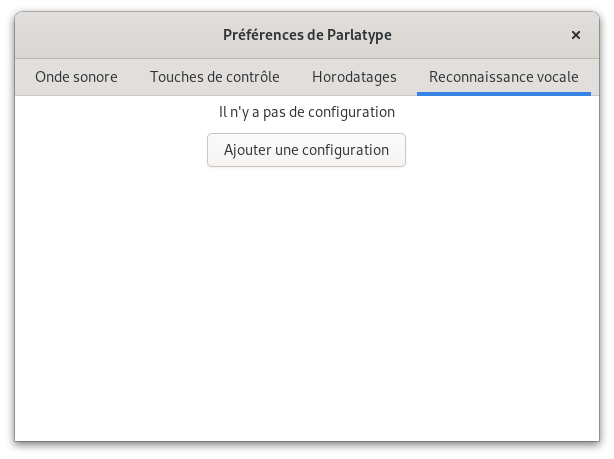 Préférences de Parlatype
Onde sonore Touches de contrôle Horodatages Reconnaissance vocale
Il n'y a pas de configuration
Ajouter une configuration